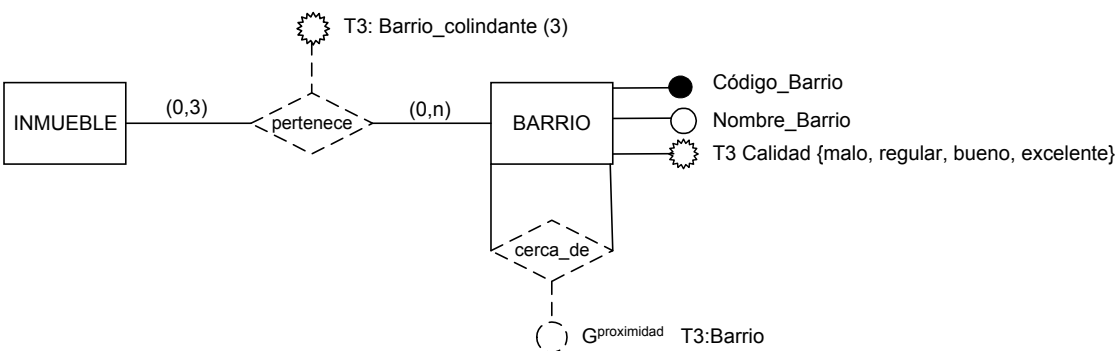 T3: Barrio_colindante (3)
INMUEBLE
(0,3)
pertenece
(0,n)
BARRIO
Código_Barrio
Nombre_Barrio
T3 Calidad {malo, regular, bueno, excelente}
cerca_de
Gproximidad T3:Barrio